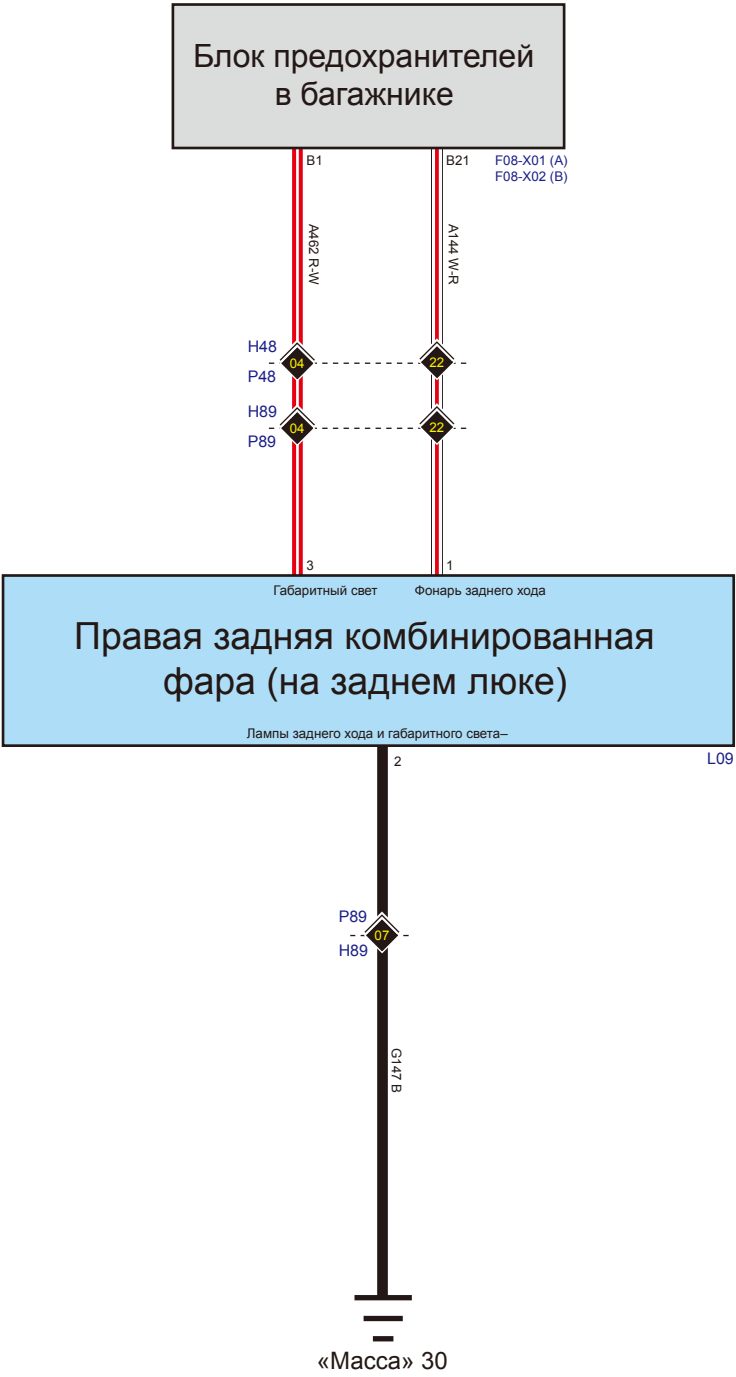 Блок предохранителей
в багажнике
B1
B21
F08-X01 (A)
F08-X02 (B)
A462 R-W
A144 W-R
H48
04
22
P48
H89
04
22
P89
3
1
Габаритный свет
Фонарь заднего хода
Правая задняя комбинированная
фара (на заднем люке)
Лампы заднего хода и габаритного света–
2
L09
P89
07
H89
G147 B
«Масса» 30